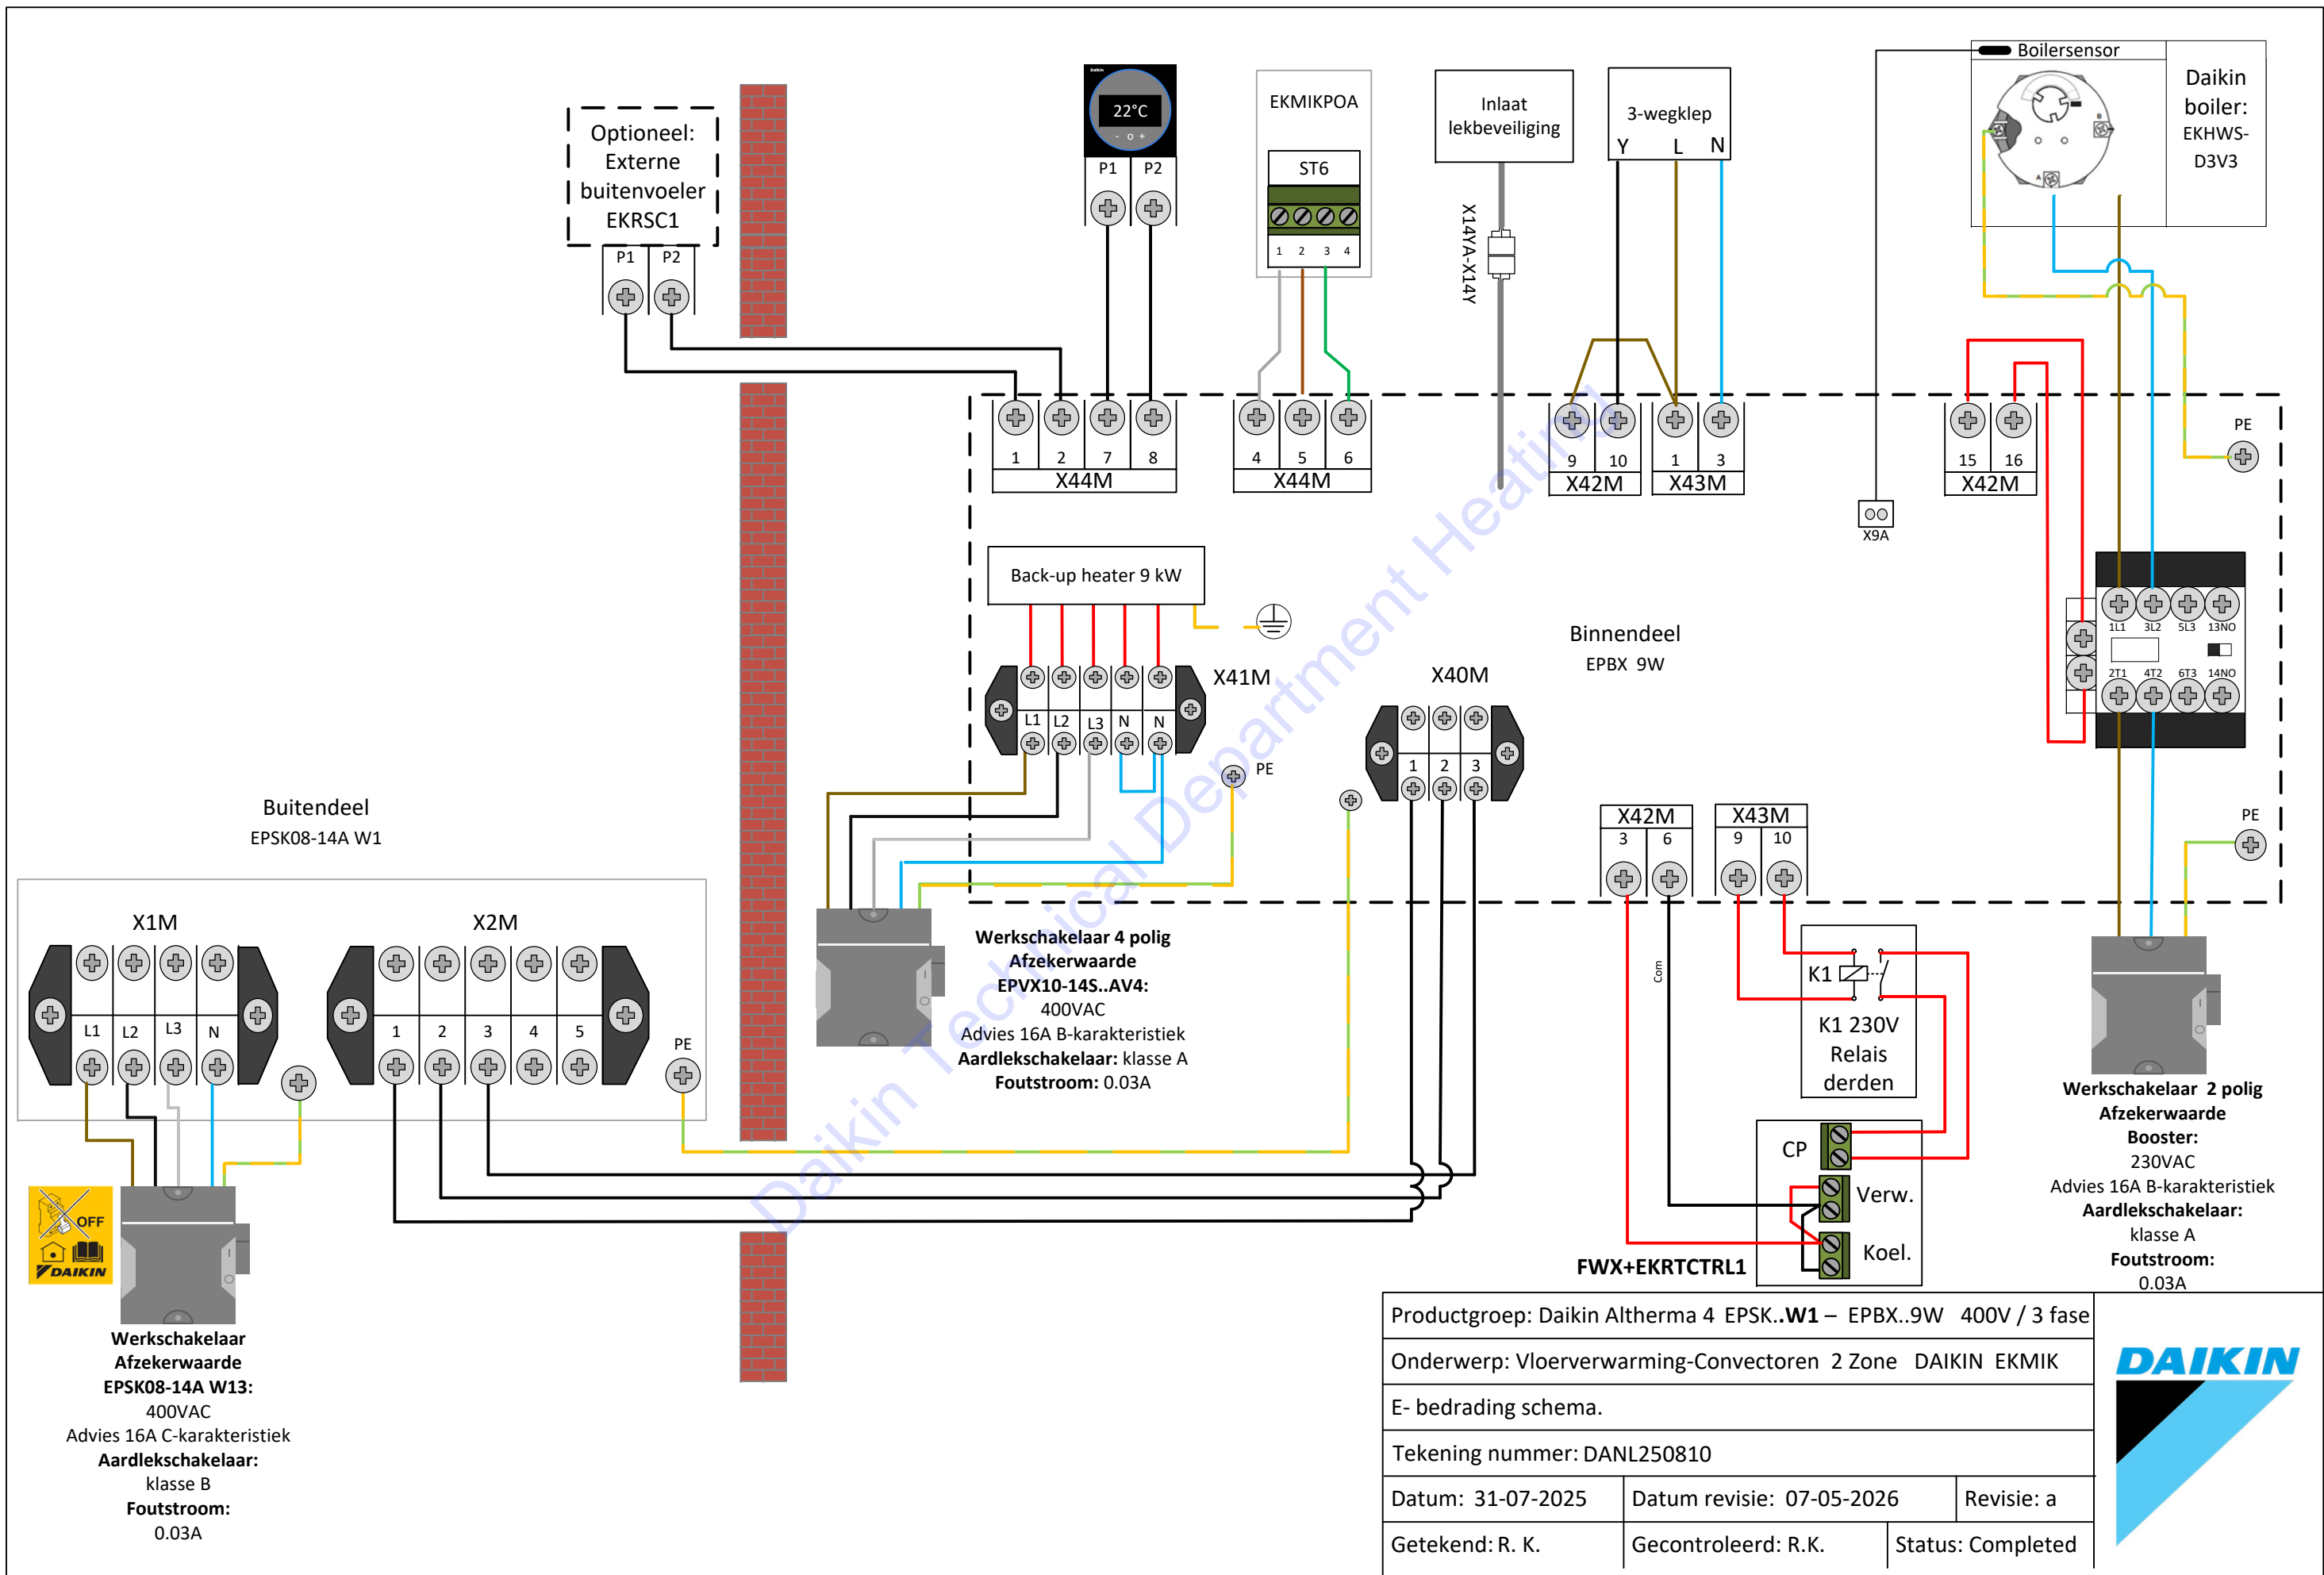 Optioneel:
Externe
buitenvoeler
EKRSC1
P1 P2
Daikin
22°C
- o +
P1 P2
EKMIKPOA
ST6
1 2 3 4
Inlaat
lekbeveiliging
X14YA-X14Y
3-wegklep
Y L N
Boilersensor
B
A
Daikin
boiler:
EKHWS-
D3V3
1 2 7 8
X44M
4 5 6
X44M
9 10
X42M
1 3
X43M
X9A
15 16
X42M
PE
Back-up heater 9 kW
X41M
L1 L2 L3 N N
PE
X40M
1 2 3
Binnendeel
EPBX 9W
1L1 3L2 5L3 13NO
2T1 4T2 6T3 14NO
PE
X42M
3 6
X43M
9 10
Com
K1
K1 230V
Relais
derden
CP
Verw.
Koel.
FWX+EKRTCTRL1
Buitendeel
EPSK08-14A W1
X1M
L1 L2 L3 N
X2M
1 2 3 4 5
PE
OFF
DAIKIN
I
O
Werkschakelaar
Afzekerwaarde
EPSK08-14A W13:
400VAC
Advies 16A C-karakteristiek
Aardlekschakelaar:
klasse B
Foutstroom:
0.03A
I
O
Werkschakelaar 4 polig
Afzekerwaarde
EPVX10-14S..AV4:
400VAC
Advies 16A B-karakteristiek
Aardlekschakelaar: klasse A
Foutstroom: 0.03A
I
O
Werkschakelaar 2 polig
Afzekerwaarde
Booster:
230VAC
Advies 16A B-karakteristiek
Aardlekschakelaar:
klasse A
Foutstroom:
0.03A
Daikin Technical Department Heating
Productgroep: Daikin Altherma 4 EPSK..W1 – EPBX..9W 400V / 3 fase
Onderwerp: Vloerverwarming-Convectoren 2 Zone DAIKIN EKMIK
E- bedrading schema.
Tekening nummer: DANL250810
Datum: 31-07-2025 Datum revisie: 07-05-2026 Revisie: a
Getekend: R. K. Gecontroleerd: R.K. Status: Completed
DAIKIN